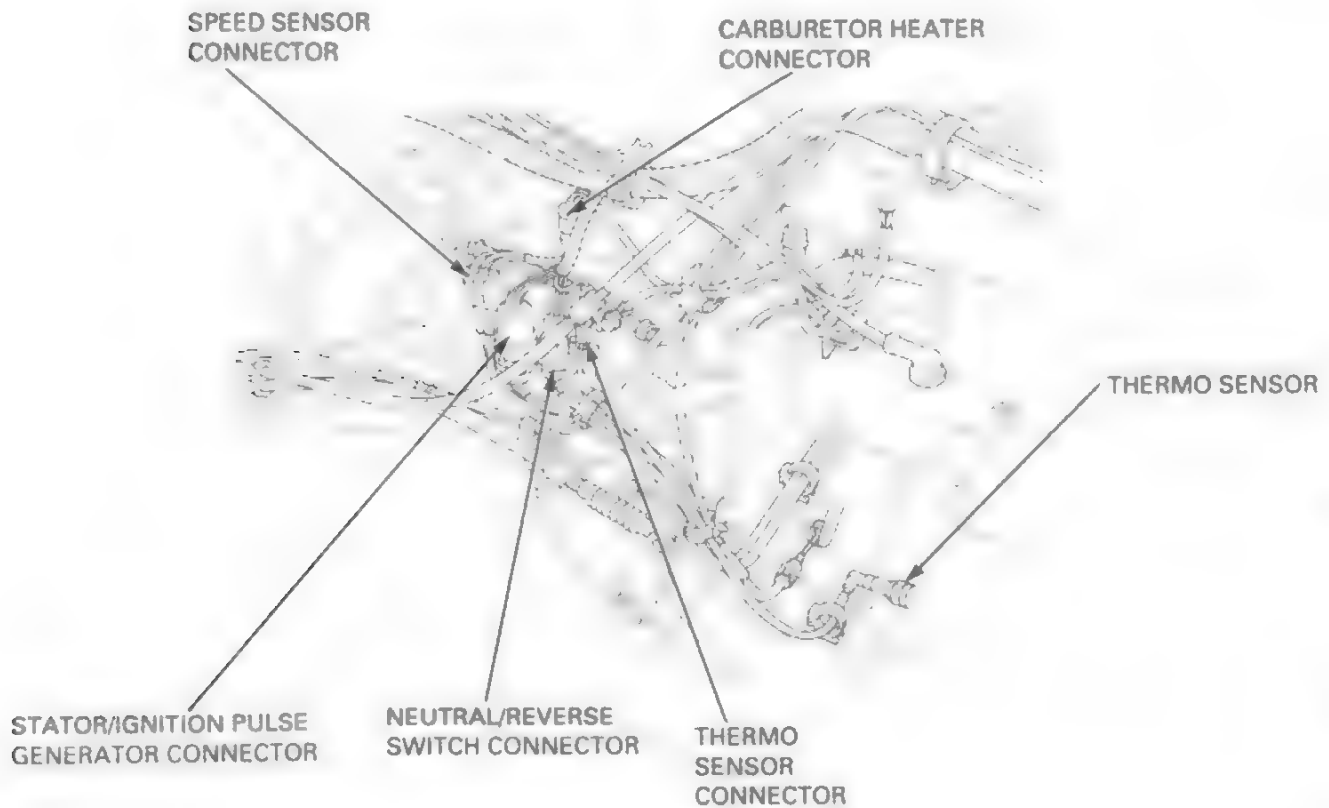 SPEED SENSOR
CONNECTOR
CARBURETOR HEATER
CONNECTOR
THERMO SENSOR
STATOR/IGNITION PULSE
GENERATOR CONNECTOR
NEUTRAL/REVERSE
SWITCH CONNECTOR
THERMO
SENSOR
CONNECTOR